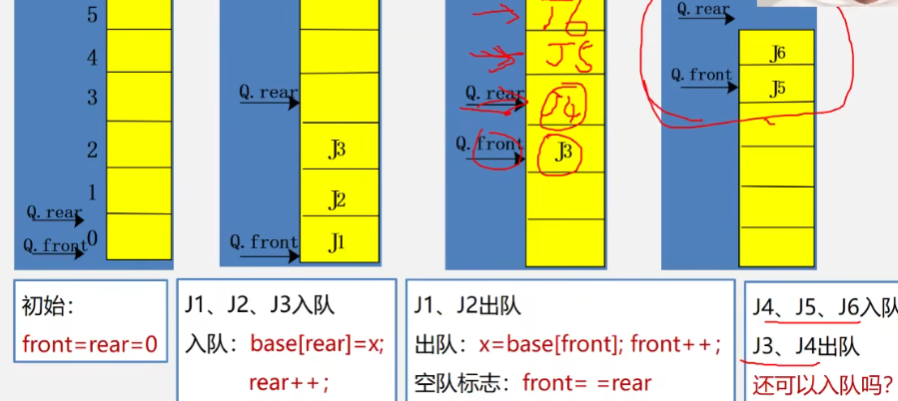 5
4
3
2
1
0
Q.rear
Q.front
Q.rear
J3
J2
Q.front
J1
J6
J5
Q.rear
J4
Q.front
J3
Q.rear
J6
Q.front
J5
初始：
front=rear=0
J1、J2、J3入队
入队：base[rear]=x;
rear++;
J1、J2出队
出队：x=base[front]; front++;
空队标志：front= =rear
J4、J5、J6入队
J3、J4出队
还可以入队吗？